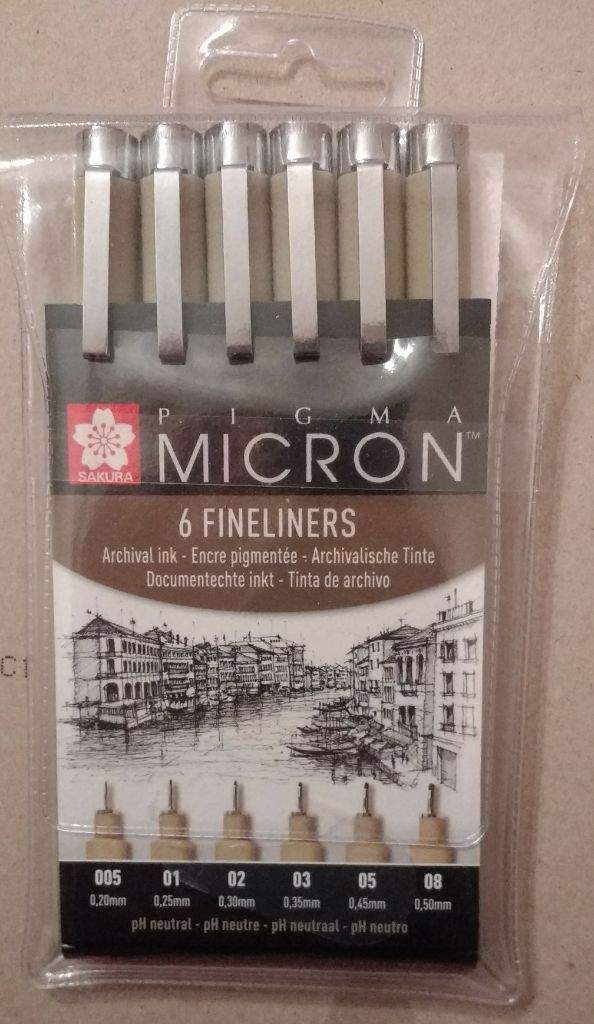 PIGMA
MICRON™
SAKURA
6 FINELINERS
Archival ink - Encre pigmentée - Archivalische Tinte
Documentechte inkt - Tinta de archivo
C1
005 01 02 03 05 08
0,20mm 0,25mm 0,30mm 0,35mm 0,45mm 0,50mm
pH neutral - pH neutre - pH neutraal - pH neutro